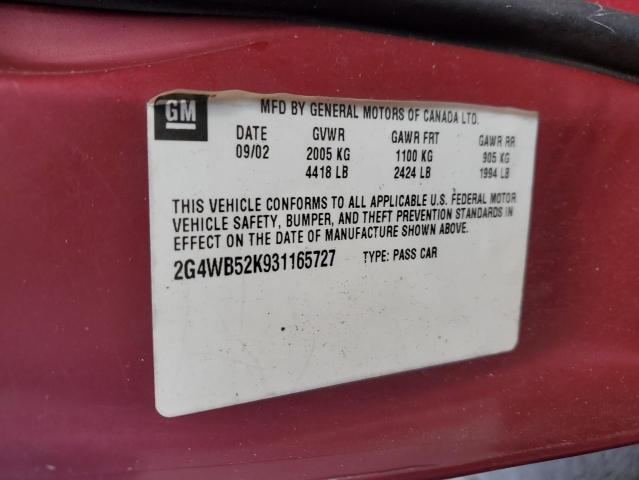 GM MFD BY GENERAL MOTORS OF CANADA LTD.
DATE GVWR GAWR FRT GAWR RR
09/02 2005 KG 1100 KG 905 KG
4418 LB 2424 LB 1994 LB
THIS VEHICLE CONFORMS TO ALL APPLICABLE U.S. FEDERAL MOTOR
VEHICLE SAFETY, BUMPER, AND THEFT PREVENTION STANDARDS IN
EFFECT ON THE DATE OF MANUFACTURE SHOWN ABOVE.
2G4WB52K931165727 TYPE: PASS CAR